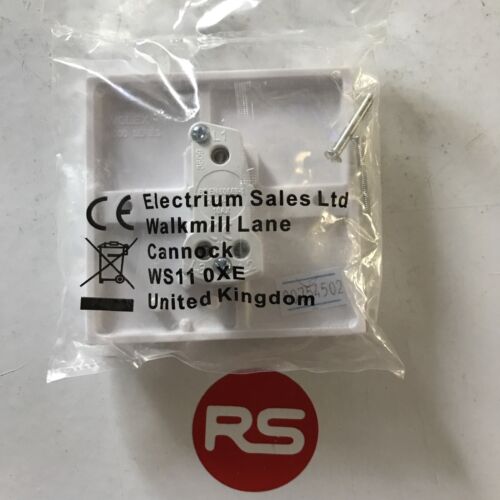 CE
Electrium Sales Ltd
Walkmill Lane
Cannock
WS11 0XE
United Kingdom
RS